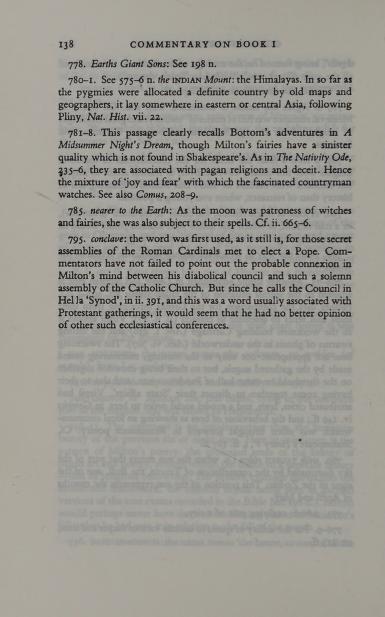 138 COMMENTARY ON BOOK I
778. Earths Giant Sons: See 198 n.
780–1. See 575–6 n. the INDIAN Mount: the Himalayas. In so far as
the pygmies were allocated a definite country by old maps and
geographers, it lay somewhere in eastern or central Asia, following
Pliny, Nat. Hist. vii. 22.
781–8. This passage clearly recalls Bottom's adventures in A
Midsummer Night's Dream, though Milton's fairies have a sinister
quality which is not found in Shakespeare's. As in The Nativity Ode,
235–6, they are associated with pagan religions and deceit. Hence
the mixture of 'joy and fear' with which the fascinated countryman
watches. See also Comus, 208–9.
785. nearer to the Earth: As the moon was patroness of witches
and fairies, she was also subject to their spells. Cf. ii. 665–6.
795. conclave: the word was first used, as it still is, for those secret
assemblies of the Roman Cardinals met to elect a Pope. Com-
mentators have not failed to point out the probable connexion in
Milton's mind between his diabolical council and such a solemn
assembly of the Catholic Church. But since he calls the Council in
Hel la 'Synod', in ii. 391, and this was a word usually associated with
Protestant gatherings, it would seem that he had no better opinion
of other such ecclesiastical conferences.